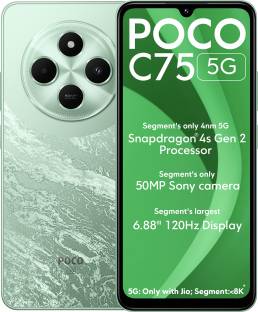 POCO
C75 5G
Segment's only 4nm 5G
Snapdragon® 4s Gen 2
Processor
Segment's only
50MP Sony camera
Segment's largest
6.88" 120Hz Display
5G: Only with Jio; Segment:<8K*
POCO